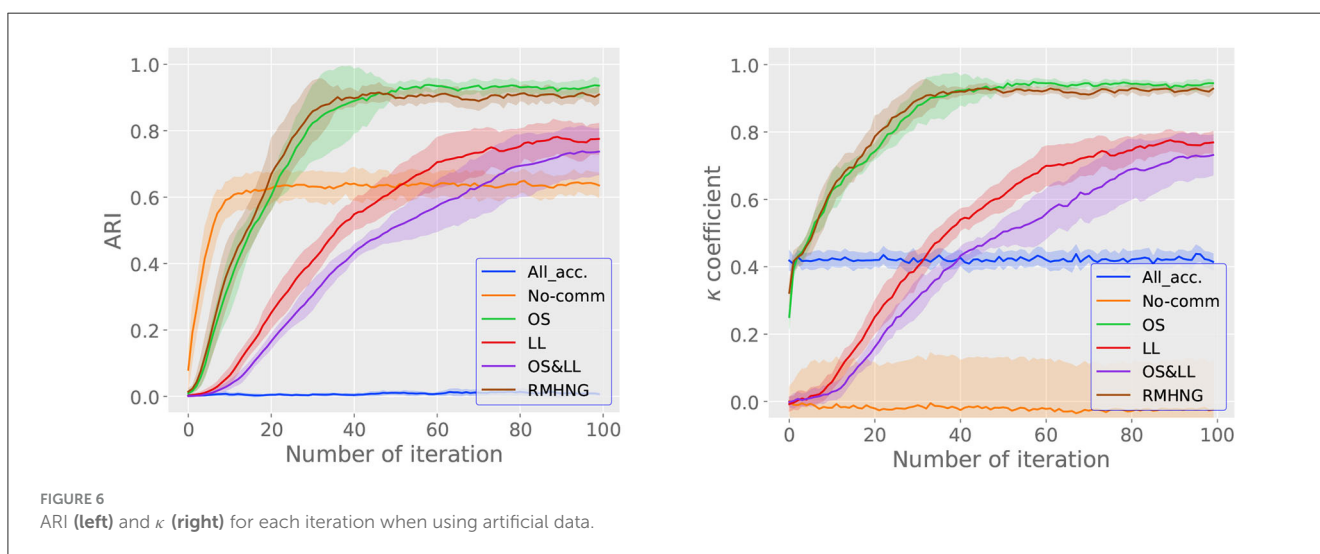 1.0
0.8
0.6
0.4
0.2
0.0
ARI
0
20
40
60
80
100
Number of iteration
All_acc.
No-comm
OS
LL
OS&LL
RMHNG
1.0
0.8
0.6
0.4
0.2
0.0
κ coefficient
0
20
40
60
80
100
Number of iteration
All_acc.
No-comm
OS
LL
OS&LL
RMHNG
FIGURE 6
ARI (left) and κ (right) for each iteration when using artificial data.